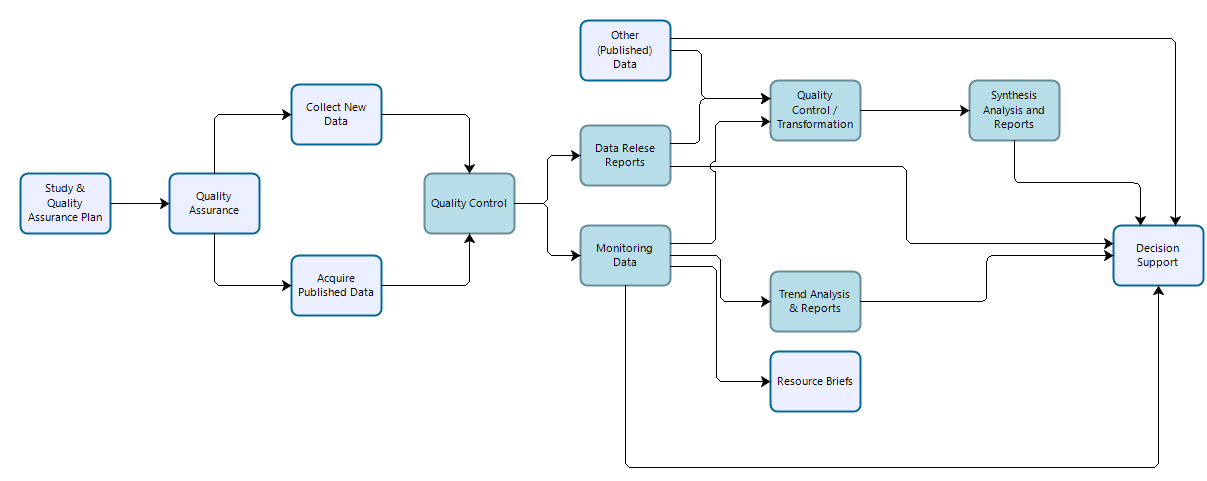 Other
(Published)
Data
Quality
Control /
Transformation
Synthesis
Analysis and
Reports
Collect New
Data
Data Relese
Reports
Study &
Quality
Assurance Plan
Quality
Assurance
Quality Control
Monitoring
Data
Decision
Support
Acquire
Published Data
Trend Analysis
& Reports
Resource Briefs